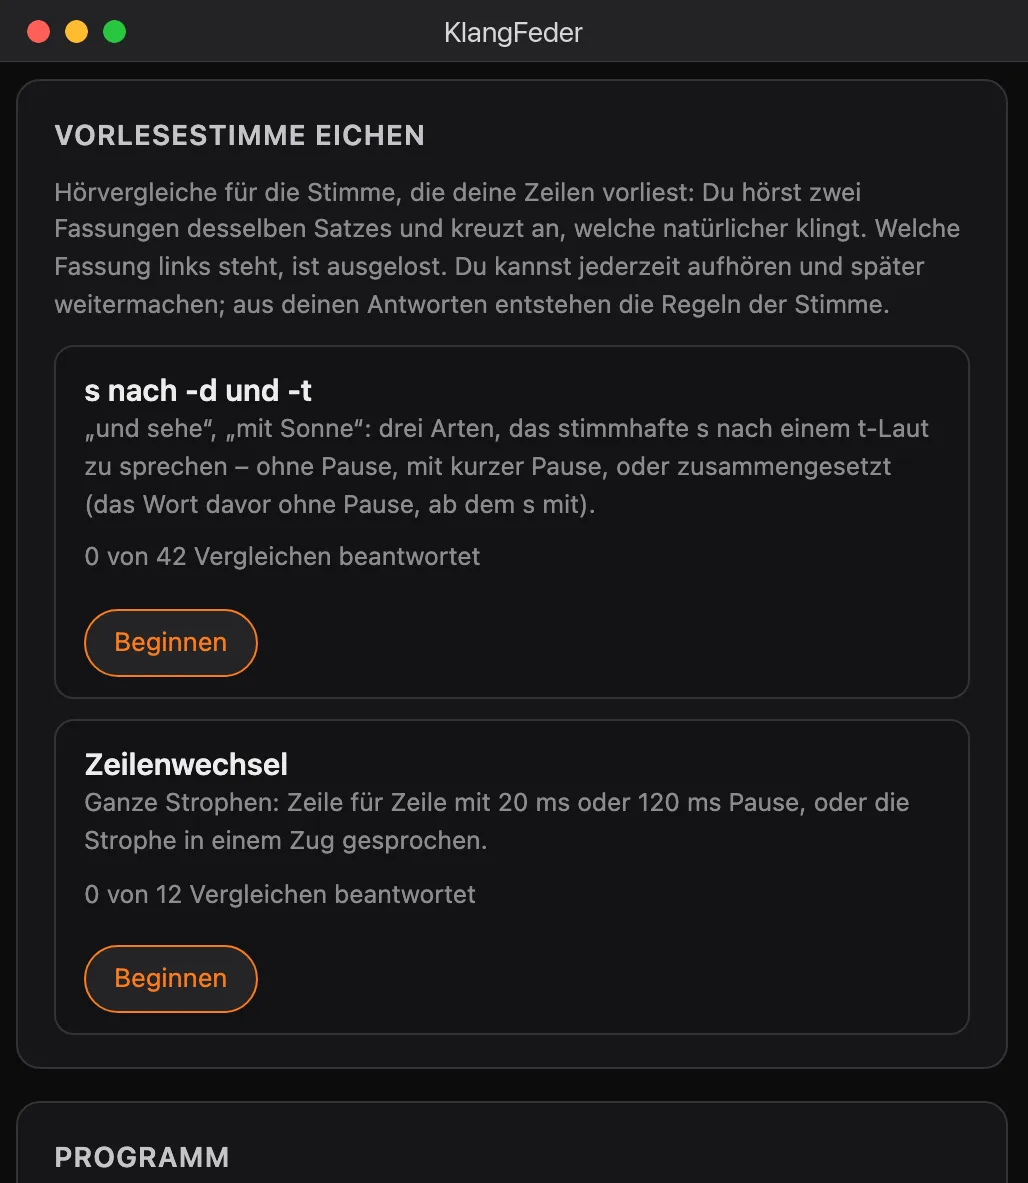 KlangFeder
VORLESESTIMME EICHEN
Hörvergleiche für die Stimme, die deine Zeilen vorliest: Du hörst zwei
Fassungen desselben Satzes und kreuzt an, welche natürlicher klingt. Welche
Fassung links steht, ist ausgelost. Du kannst jederzeit aufhören und später
weitermachen; aus deinen Antworten entstehen die Regeln der Stimme.
s nach -d und -t
„und sehe“, „mit Sonne“: drei Arten, das stimmhafte s nach einem t-Laut
zu sprechen – ohne Pause, mit kurzer Pause, oder zusammengesetzt
(das Wort davor ohne Pause, ab dem s mit).
0 von 42 Vergleichen beantwortet
Beginnen
Zeilenwechsel
Ganze Strophen: Zeile für Zeile mit 20 ms oder 120 ms Pause, oder die
Strophe in einem Zug gesprochen.
0 von 12 Vergleichen beantwortet
Beginnen
PROGRAMM